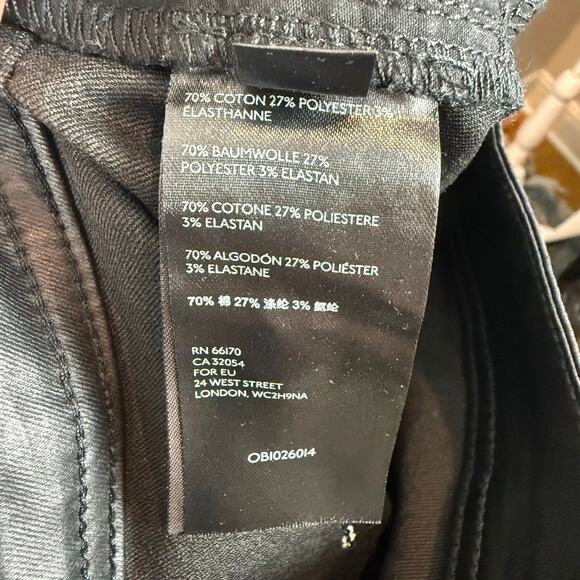 70% COTON 27% POLYESTER 3%
ÉLASTHANNE
70% BAUMWOLLE 27%
POLYESTER 3% ELASTAN
70% COTONE 27% POLIESTERE
3% ELASTAN
70% ALGODÓN 27% POLIÉSTER
3% ELASTANE
70% 棉 27% 涤纶 3% 氨纶
RN 66170
CA 32054
FOR EU
24 WEST STREET
LONDON, WC2H9NA
OB1026014